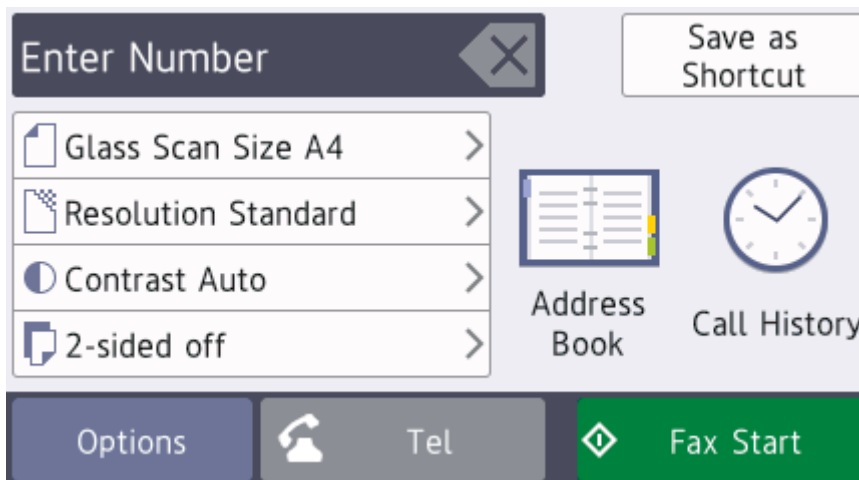 Enter Number
Save as
Shortcut
Glass Scan Size A4
Resolution Standard
Contrast Auto
2-sided off
Address
Book
Call History
Options
Tel
Fax Start